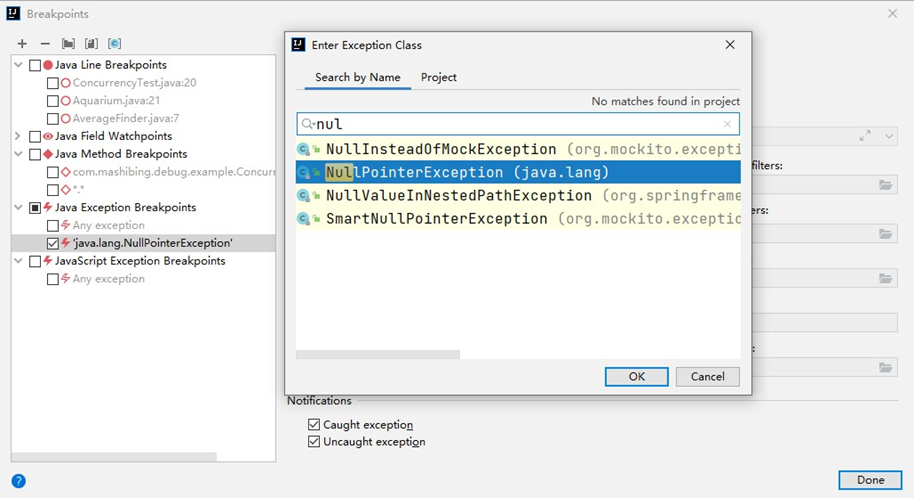 Breakpoints
Java Line Breakpoints
ConcurrencyTest.java:20
Aquarium.java:21
AverageFinder.java:7
Java Field Watchpoints
Java Method Breakpoints
com.mashibing.debug.example.Concur
*.*
Java Exception Breakpoints
Any exception
'java.lang.NullPointerException'
JavaScript Exception Breakpoints
Any exception
Enter Exception Class
Search by Name Project
No matches found in project
nul
NullInsteadOfMockException (org.mockito.excepti
NullPointerException (java.lang)
NullValueInNestedPathException (org.springframe
SmartNullPointerException (org.mockito.exception
OK Cancel
filters:
Notifications
Caught exception
Uncaught exception
?
Done